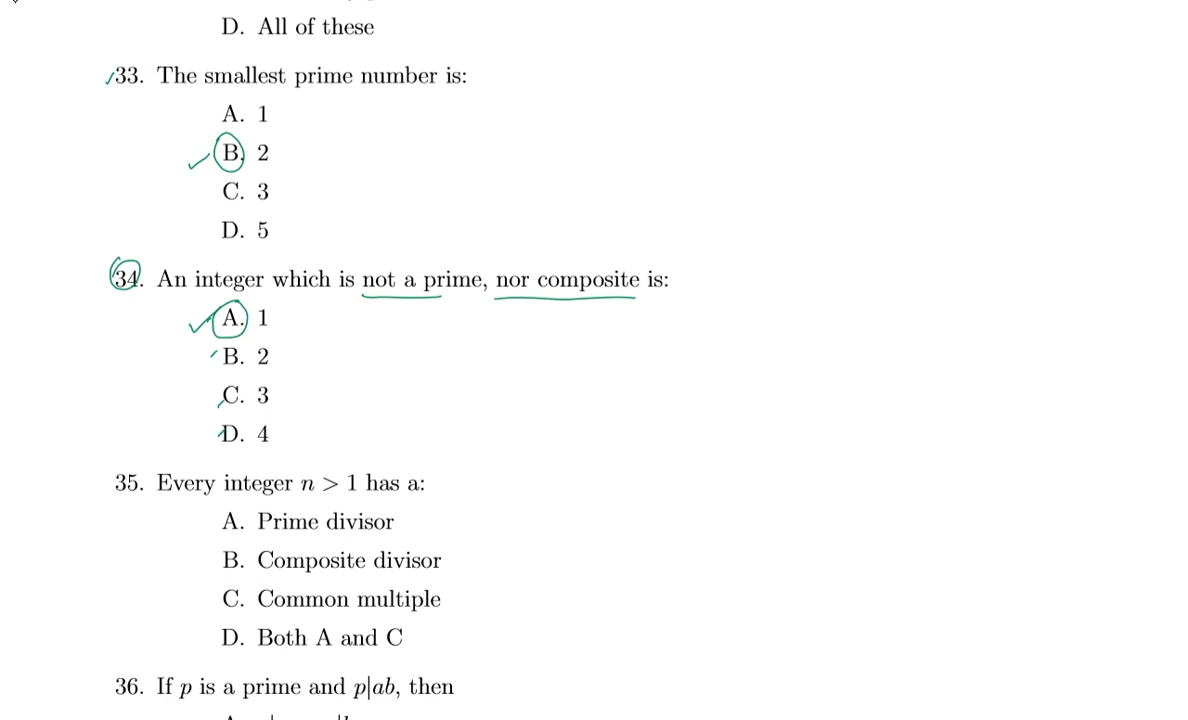 D. All of these
33. The smallest prime number is:
A. 1
B. 2
C. 3
D. 5
34. An integer which is not a prime, nor composite is:
A. 1
B. 2
C. 3
D. 4
35. Every integer n > 1 has a:
A. Prime divisor
B. Composite divisor
C. Common multiple
D. Both A and C
36. If p is a prime and p|ab, then